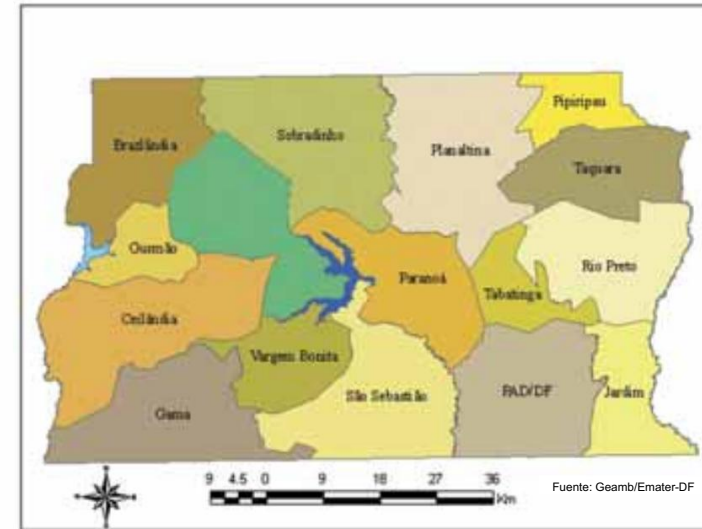 Pipiripau
Sobradinho
Brazlândia
Planaltina
Taquara
Ourmão
Rio Preto
Paranoá
Tabatinga
Ceilândia
Vargem Bonita
São Sebastião
PAD/DF
Jardim
Gama
9 4.5 0 9 18 27 36
Km
Fuente: Geamb/Emater-DF